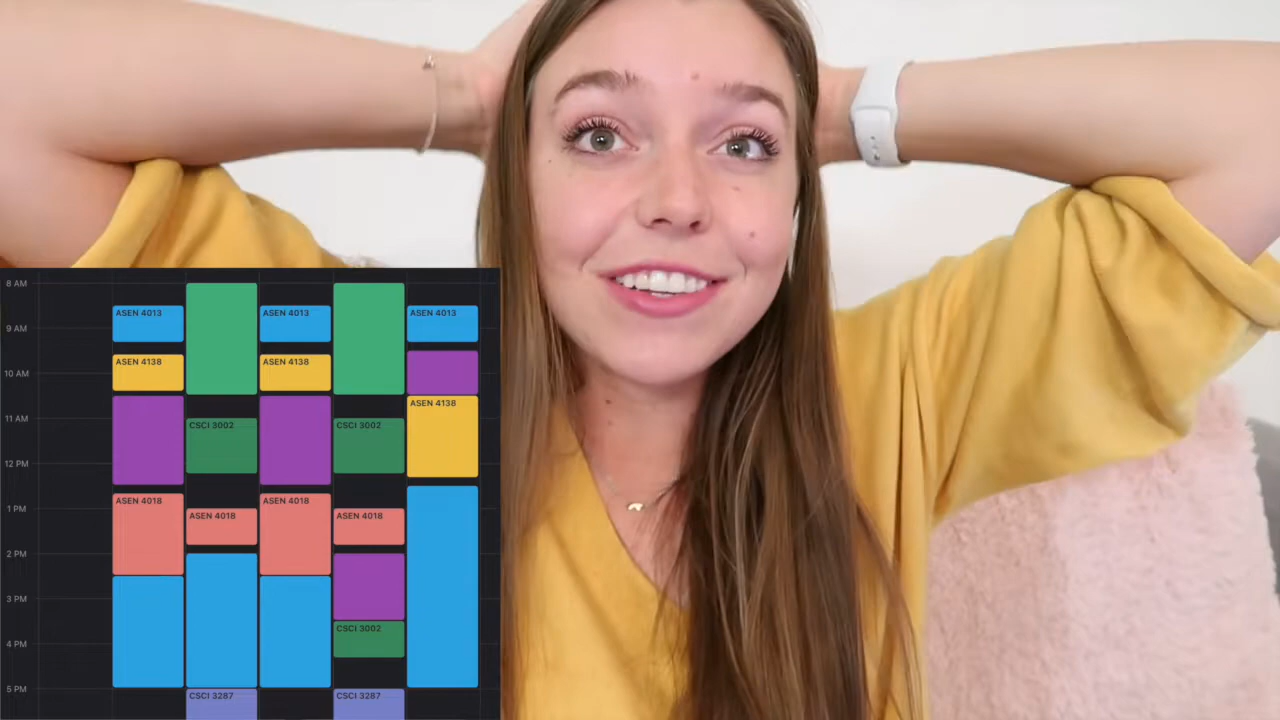 8 AM
ASEN 4013 ASEN 4013 ASEN 4013
9 AM
ASEN 4138 ASEN 4138
10 AM
ASEN 4138
11 AM
CSCI 3002 CSCI 3002
12 PM
ASEN 4018 ASEN 4018
1 PM
ASEN 4018 ASEN 4018
2 PM
3 PM
CSCI 3002
4 PM
5 PM
CSCI 3287 CSCI 3287